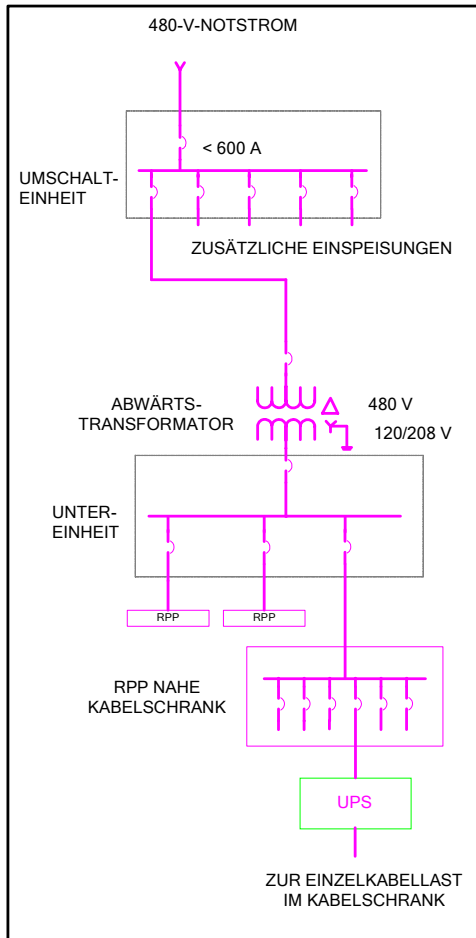 480-V-NOTSTROM
< 600 A
UMSCHALT-
EINHEIT
ZUSÄTZLICHE EINSPEISUNGEN
ABWÄRTS-
TRANSFORMATOR
480 V
120/208 V
UNTER-
EINHEIT
RPP
RPP
RPP NAHE
KABELSCHRANK
UPS
ZUR EINZELKABELLAST
IM KABELSCHRANK